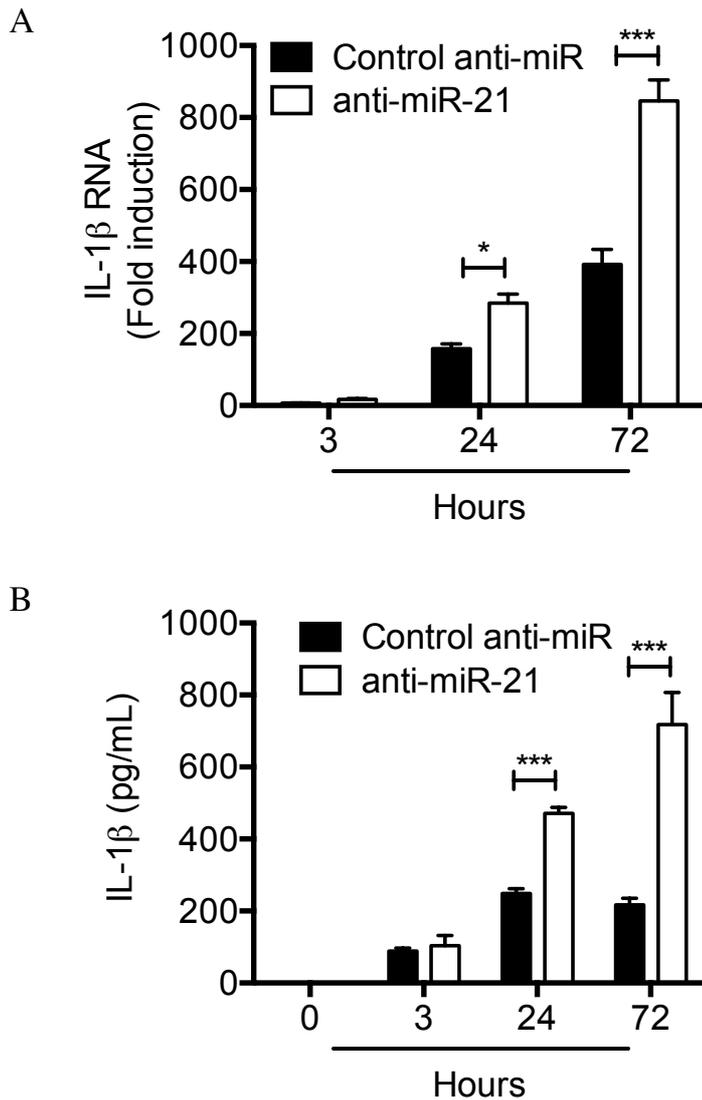 A
1000
800
600
400
200
0
IL-1β RNA
(Fold induction)
Control anti-miR
anti-miR-21
*
***
3 24 72
Hours
B
1000
800
600
400
200
0
IL-1β (pg/mL)
Control anti-miR
anti-miR-21
***
***
0 3 24 72
Hours